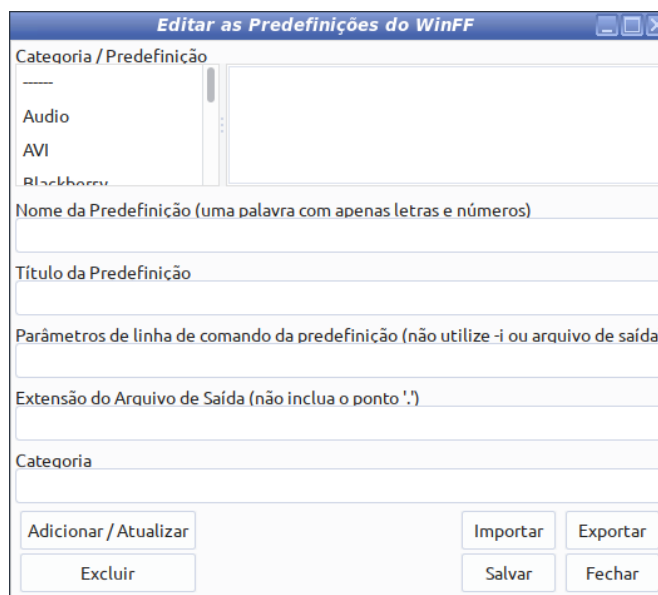 Editar as Predefinições do WinFF
Categoria / Predefinição
------
Audio
AVI
Blackberry
Nome da Predefinição (uma palavra com apenas letras e números)
Título da Predefinição
Parâmetros de linha de comando da predefinição (não utilize -i ou arquivo de saída
Extensão do Arquivo de Saída (não inclua o ponto '.')
Categoria
Adicionar / Atualizar Importar Exportar
Excluir Salvar Fechar